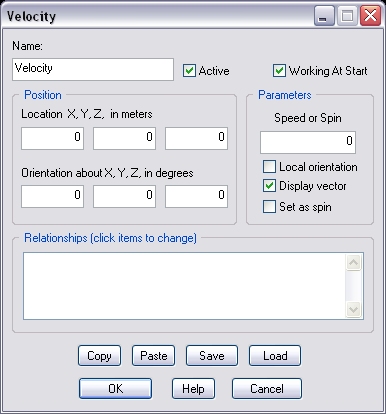 Velocity
Name:
Velocity
Active
Working At Start
Position
Location X, Y, Z, in meters
0 0 0
Orientation about X, Y, Z, in degrees
0 0 0
Parameters
Speed or Spin
0
Local orientation
Display vector
Set as spin
Relationships (click items to change)
Copy Paste Save Load
OK Help Cancel